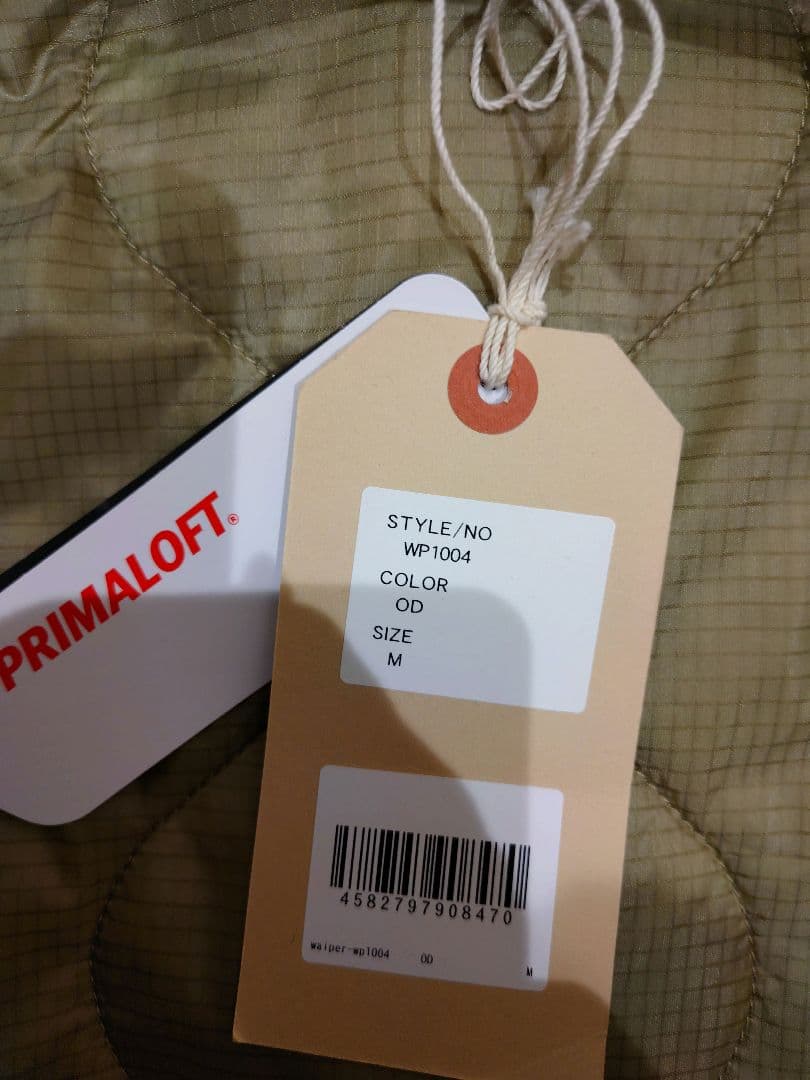 PRIMALOFT®
STYLE/NO
WP1004
COLOR
OD
SIZE
M
4582797908470
waiper-wp1004 OD M